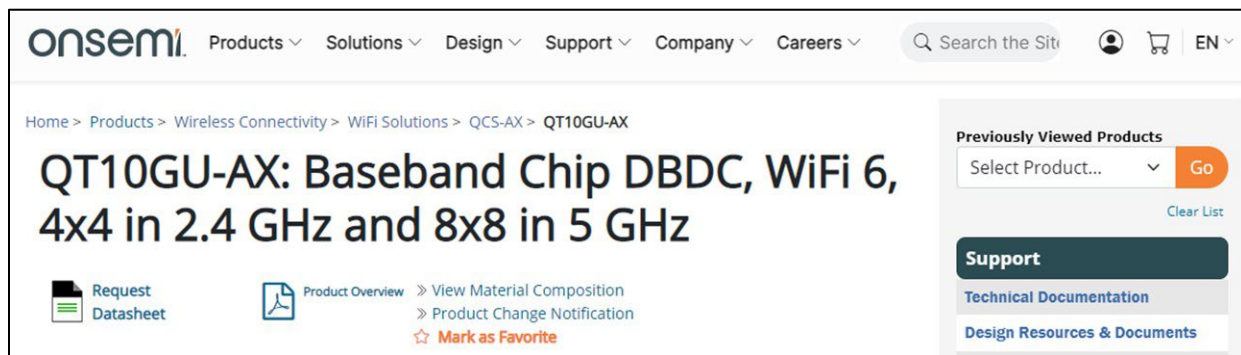 onsemi. Products Solutions Design Support Company Careers Search the Sit EN
Home > Products > Wireless Connectivity > WiFi Solutions > QCS-AX > QT10GU-AX
QT10GU-AX: Baseband Chip DBDC, WiFi 6,
4x4 in 2.4 GHz and 8x8 in 5 GHz
Request
Datasheet
Product Overview
» View Material Composition
» Product Change Notification
Mark as Favorite
Previously Viewed Products
Select Product...
Go
Clear List
Support
Technical Documentation
Design Resources & Documents